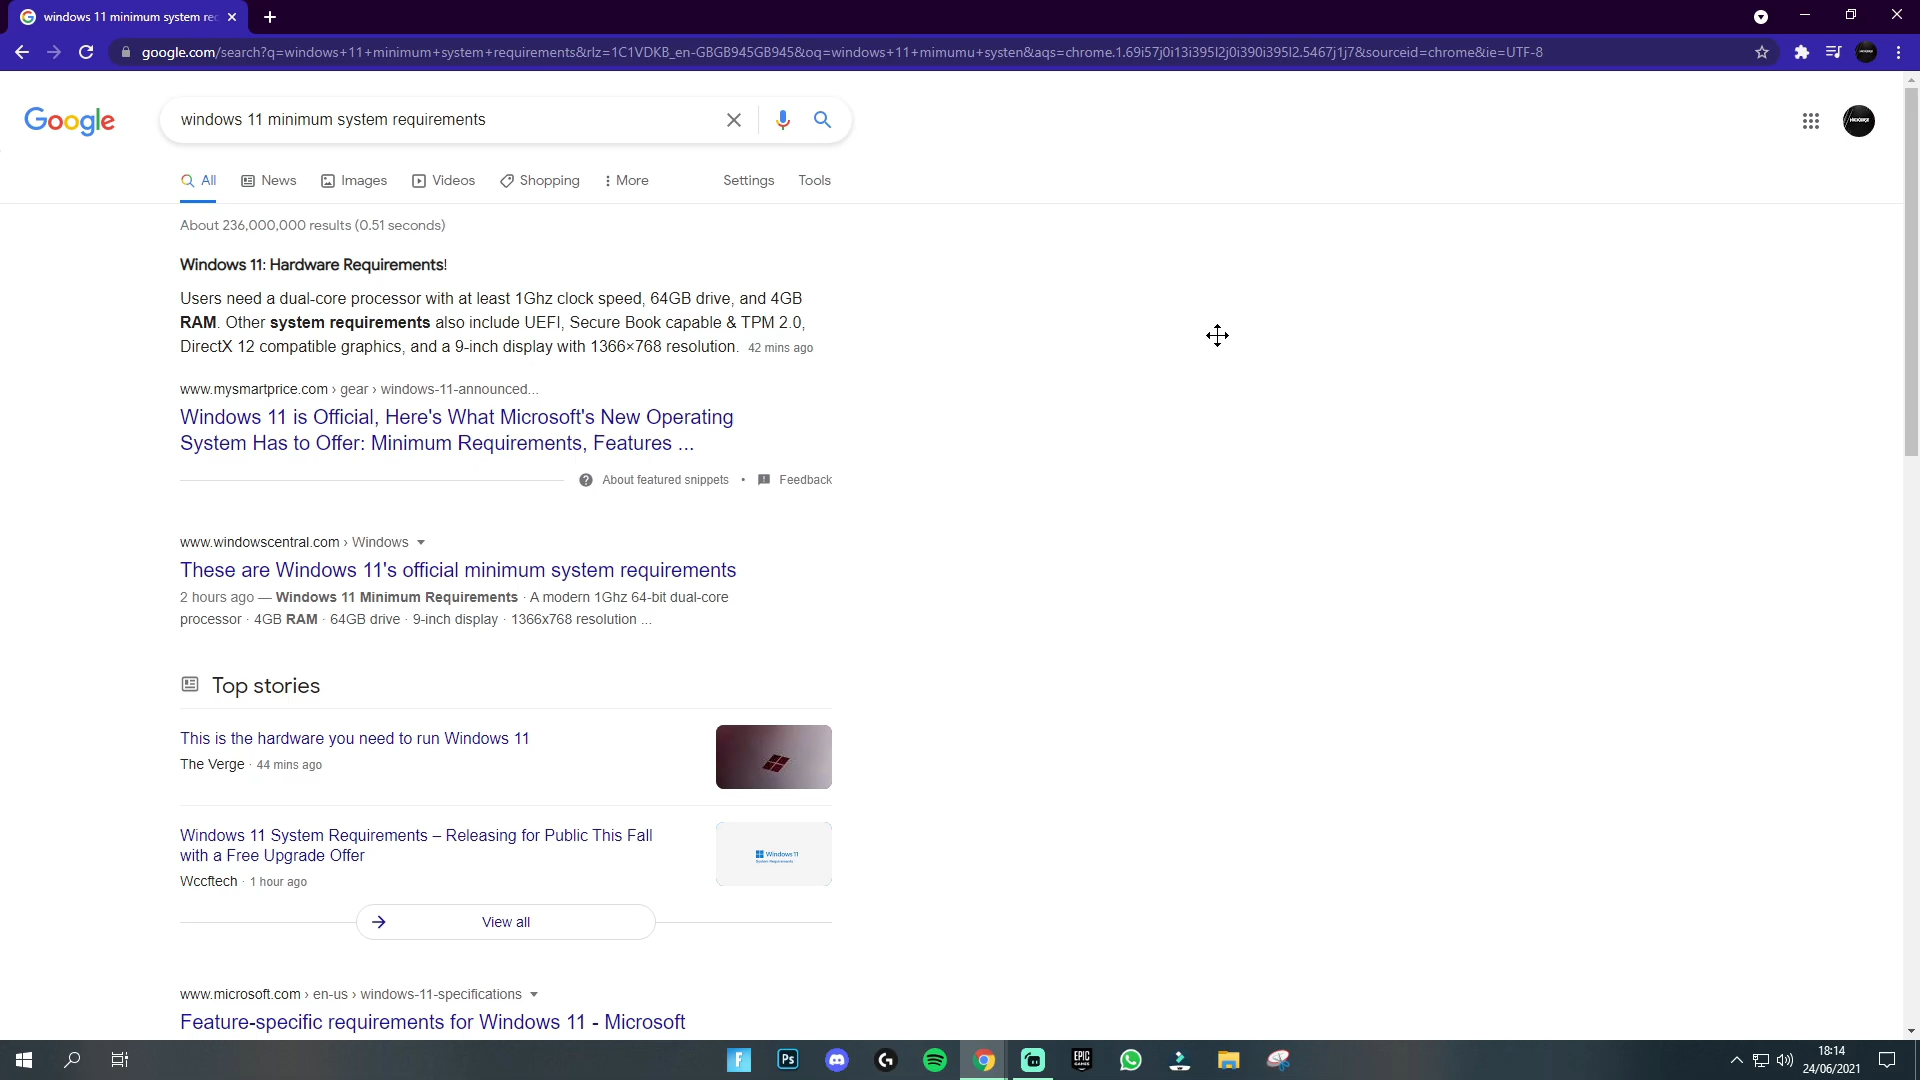 windows 11 minimum system rec
google.com/search?q=windows+11+minimum+system+requirements&rlz=1C1VDKB_en-GBGB945GB945&oq=windows+11+mimumu+systen&aqs=chrome.1.69i57j0i13i395l2j0i390i395l2.5467j1j7&sourceid=chrome&ie=UTF-8
Google
windows 11 minimum system requirements
All
News
Images
Videos
Shopping
More
Settings
Tools
About 236,000,000 results (0.51 seconds)
Windows 11: Hardware Requirements!
Users need a dual-core processor with at least 1Ghz clock speed, 64GB drive, and 4GB
RAM. Other system requirements also include UEFI, Secure Book capable & TPM 2.0,
DirectX 12 compatible graphics, and a 9-inch display with 1366×768 resolution. 42 mins ago
www.mysmartprice.com › gear › windows-11-announced...
Windows 11 is Official, Here's What Microsoft's New Operating
System Has to Offer: Minimum Requirements, Features ...
About featured snippets • Feedback
www.windowscentral.com › Windows
These are Windows 11's official minimum system requirements
2 hours ago — Windows 11 Minimum Requirements · A modern 1Ghz 64-bit dual-core
processor · 4GB RAM · 64GB drive · 9-inch display · 1366x768 resolution ...
Top stories
This is the hardware you need to run Windows 11
The Verge · 44 mins ago
Windows 11 System Requirements – Releasing for Public This Fall
with a Free Upgrade Offer
Wccftech · 1 hour ago
Windows 11
System Requirements
View all
www.microsoft.com › en-us › windows-11-specifications
Feature-specific requirements for Windows 11 - Microsoft
Ps
EPIC
GAMES
18:14
24/06/2021